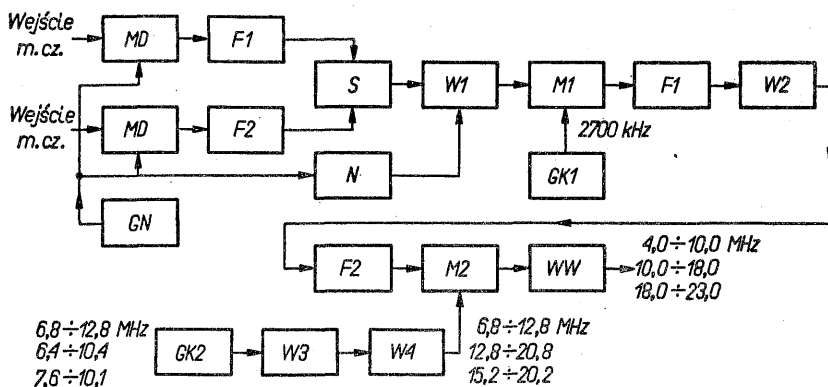 Wejście
m.cz.
MD
F1
S
W1
M1
F1
W2
Wejście
m.cz.
MD
F2
2700 kHz
N
GK1
GN
F2
M2
WW
4,0÷10,0 MHz
10,0÷18,0
18,0÷23,0
6,8÷12,8 MHz
6,4÷10,4
7,6÷10,1
GK2
W3
W4
6,8÷12,8 MHz
12,8÷20,8
15,2÷20,2